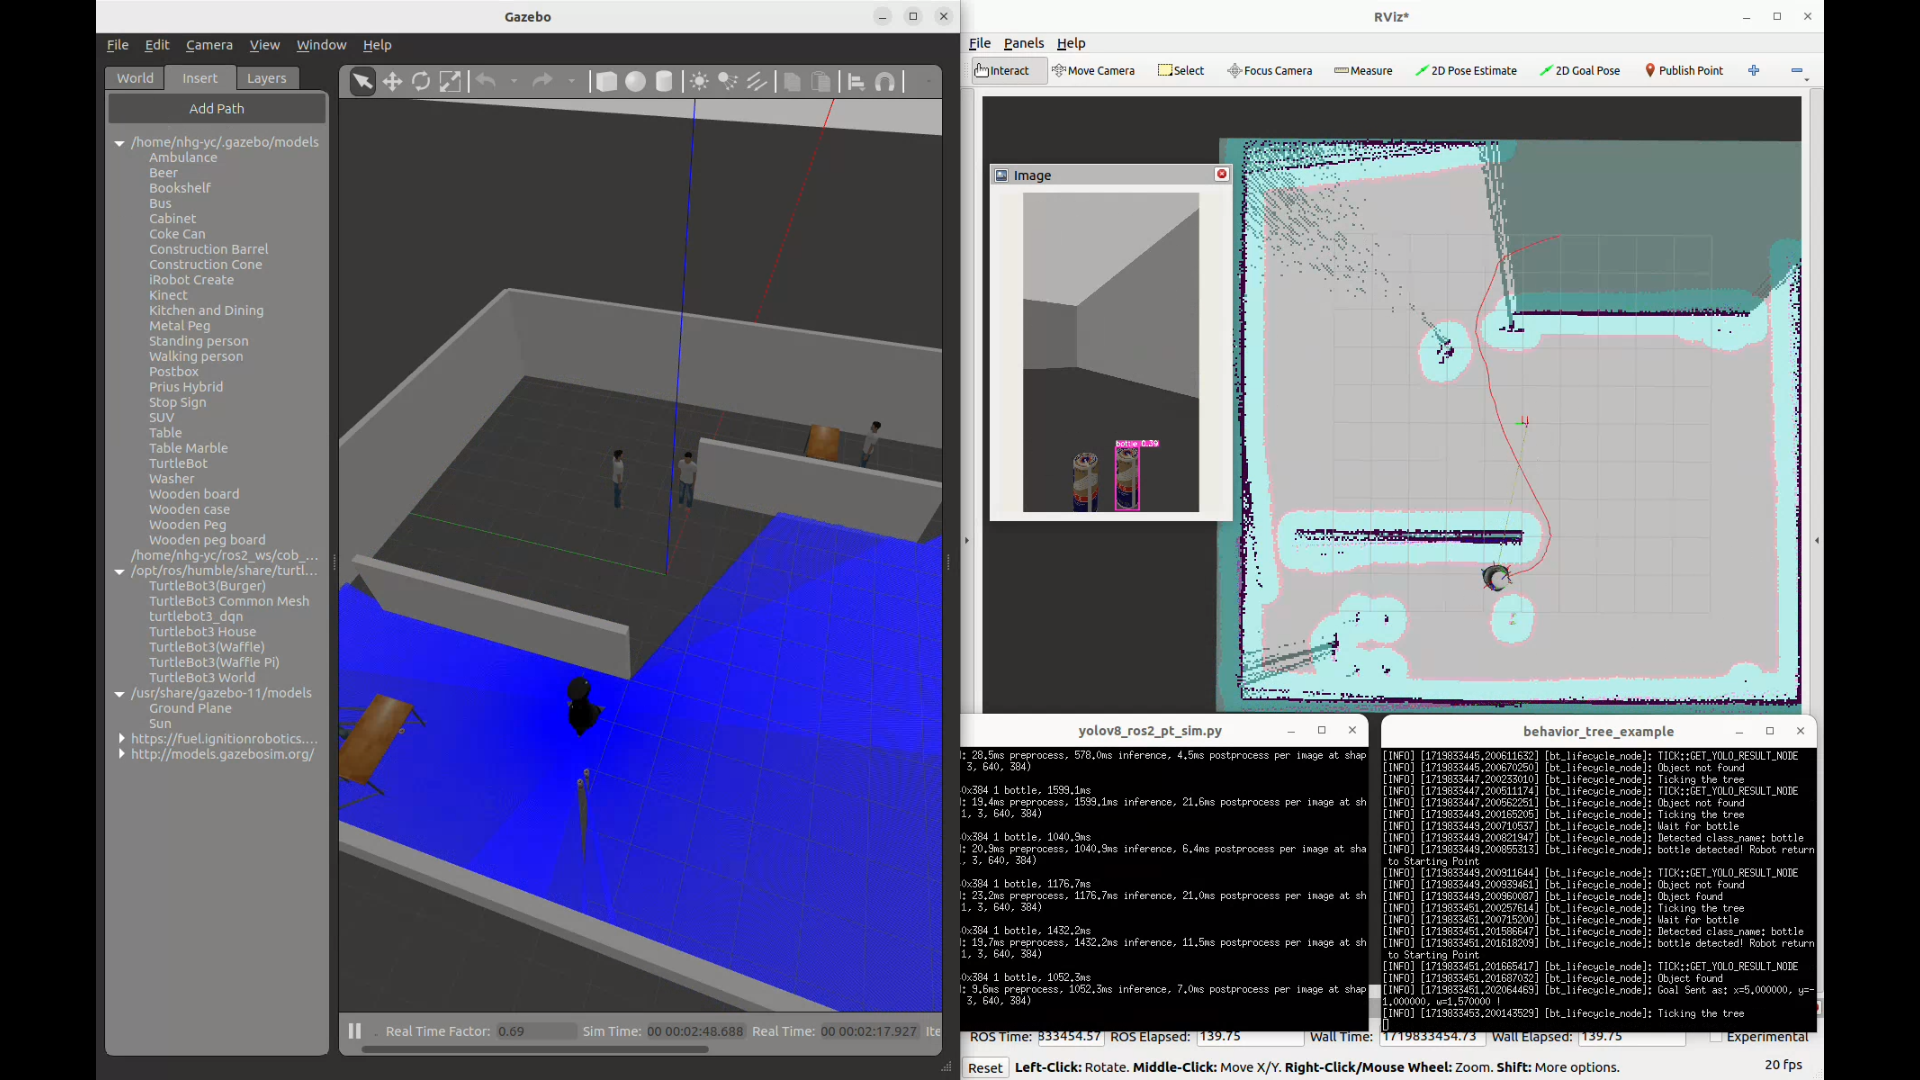 Gazebo
File Edit Camera View Window Help
World Insert Layers
Add Path
/home/nhg-yc/.gazebo/models
Ambulance
Beer
Bookshelf
Bus
Cabinet
Coke Can
Construction Barrel
Construction Cone
iRobot Create
Kinect
Kitchen and Dining
Metal Peg
Standing person
Walking person
Postbox
Prius Hybrid
Stop Sign
SUV
Table
Table Marble
TurtleBot
Washer
Wooden board
Wooden case
Wooden Peg
Wooden peg board
/home/nhg-yc/ros2_ws/cob_...
/opt/ros/humble/share/turtl...
TurtleBot3(Burger)
TurtleBot3 Common Mesh
turtlebot3_dqn
Turtlebot3 House
TurtleBot3(Waffle)
TurtleBot3(Waffle Pi)
TurtleBot3 World
/usr/share/gazebo-11/models
Ground Plane
Sun
https://fuel.ignitionrobotics....
http://models.gazebosim.org/
Real Time Factor: 0.69 Sim Time: 00 00:02:48.688 Real Time: 00 00:02:17.927 Ite
RViz*
File Panels Help
Interact Move Camera Select Focus Camera Measure 2D Pose Estimate 2D Goal Pose Publish Point
Image
bottle 0.39
yolov8_ros2_pt_sim.py
: 28.5ms preprocess, 578.0ms inference, 4.5ms postprocess per image at shap
3, 640, 384)
0x384 1 bottle, 1599.1ms
: 19.4ms preprocess, 1599.1ms inference, 21.6ms postprocess per image at sh
1, 3, 640, 384)
0x384 1 bottle, 1040.9ms
: 20.9ms preprocess, 1040.9ms inference, 6.4ms postprocess per image at sha
, 3, 640, 384)
0x384 1 bottle, 1176.7ms
: 23.2ms preprocess, 1176.7ms inference, 21.0ms postprocess per image at sh
1, 3, 640, 384)
0x384 1 bottle, 1432.2ms
: 19.7ms preprocess, 1432.2ms inference, 11.5ms postprocess per image at sh
1, 3, 640, 384)
0x384 1 bottle, 1052.3ms
: 9.6ms preprocess, 1052.3ms inference, 7.0ms postprocess per image at shap
3, 640, 384)
behavior_tree_example
[INFO] [1719833445.200611632] [bt_lifecycle_node]: TICK::GET_YOLO_RESULT_NODE
[INFO] [1719833445.200670250] [bt_lifecycle_node]: Object not found
[INFO] [1719833447.200233010] [bt_lifecycle_node]: Ticking the tree
[INFO] [1719833447.200511174] [bt_lifecycle_node]: TICK::GET_YOLO_RESULT_NODE
[INFO] [1719833447.200562251] [bt_lifecycle_node]: Object not found
[INFO] [1719833449.200165205] [bt_lifecycle_node]: Ticking the tree
[INFO] [1719833449.200710537] [bt_lifecycle_node]: Wait for bottle
[INFO] [1719833449.200821947] [bt_lifecycle_node]: Detected class_name: bottle
[INFO] [1719833449.200855313] [bt_lifecycle_node]: bottle detected! Robot return
to Starting Point
[INFO] [1719833449.200911644] [bt_lifecycle_node]: TICK::GET_YOLO_RESULT_NODE
[INFO] [1719833449.200939461] [bt_lifecycle_node]: Object not found
[INFO] [1719833449.200960087] [bt_lifecycle_node]: Object found
[INFO] [1719833451.200257614] [bt_lifecycle_node]: Ticking the tree
[INFO] [1719833451.200715200] [bt_lifecycle_node]: Wait for bottle
[INFO] [1719833451.201586647] [bt_lifecycle_node]: Detected class_name: bottle
[INFO] [1719833451.201618209] [bt_lifecycle_node]: bottle detected! Robot return
to Starting Point
[INFO] [1719833451.201665417] [bt_lifecycle_node]: TICK::GET_YOLO_RESULT_NODE
[INFO] [1719833451.201687032] [bt_lifecycle_node]: Object found
[INFO] [1719833451.202064469] [bt_lifecycle_node]: Goal Sent as: x=5.000000, y=-
1.000000, w=1.570000 !
[INFO] [1719833453.200143529] [bt_lifecycle_node]: Ticking the tree
ROS Time: 833454.57 ROS Elapsed: 139.75 Wall Time: 1719833454.73 Wall Elapsed: 139.75 Experimental
Reset Left-Click: Rotate. Middle-Click: Move X/Y. Right-Click/Mouse Wheel: Zoom. Shift: More options. 20 fps